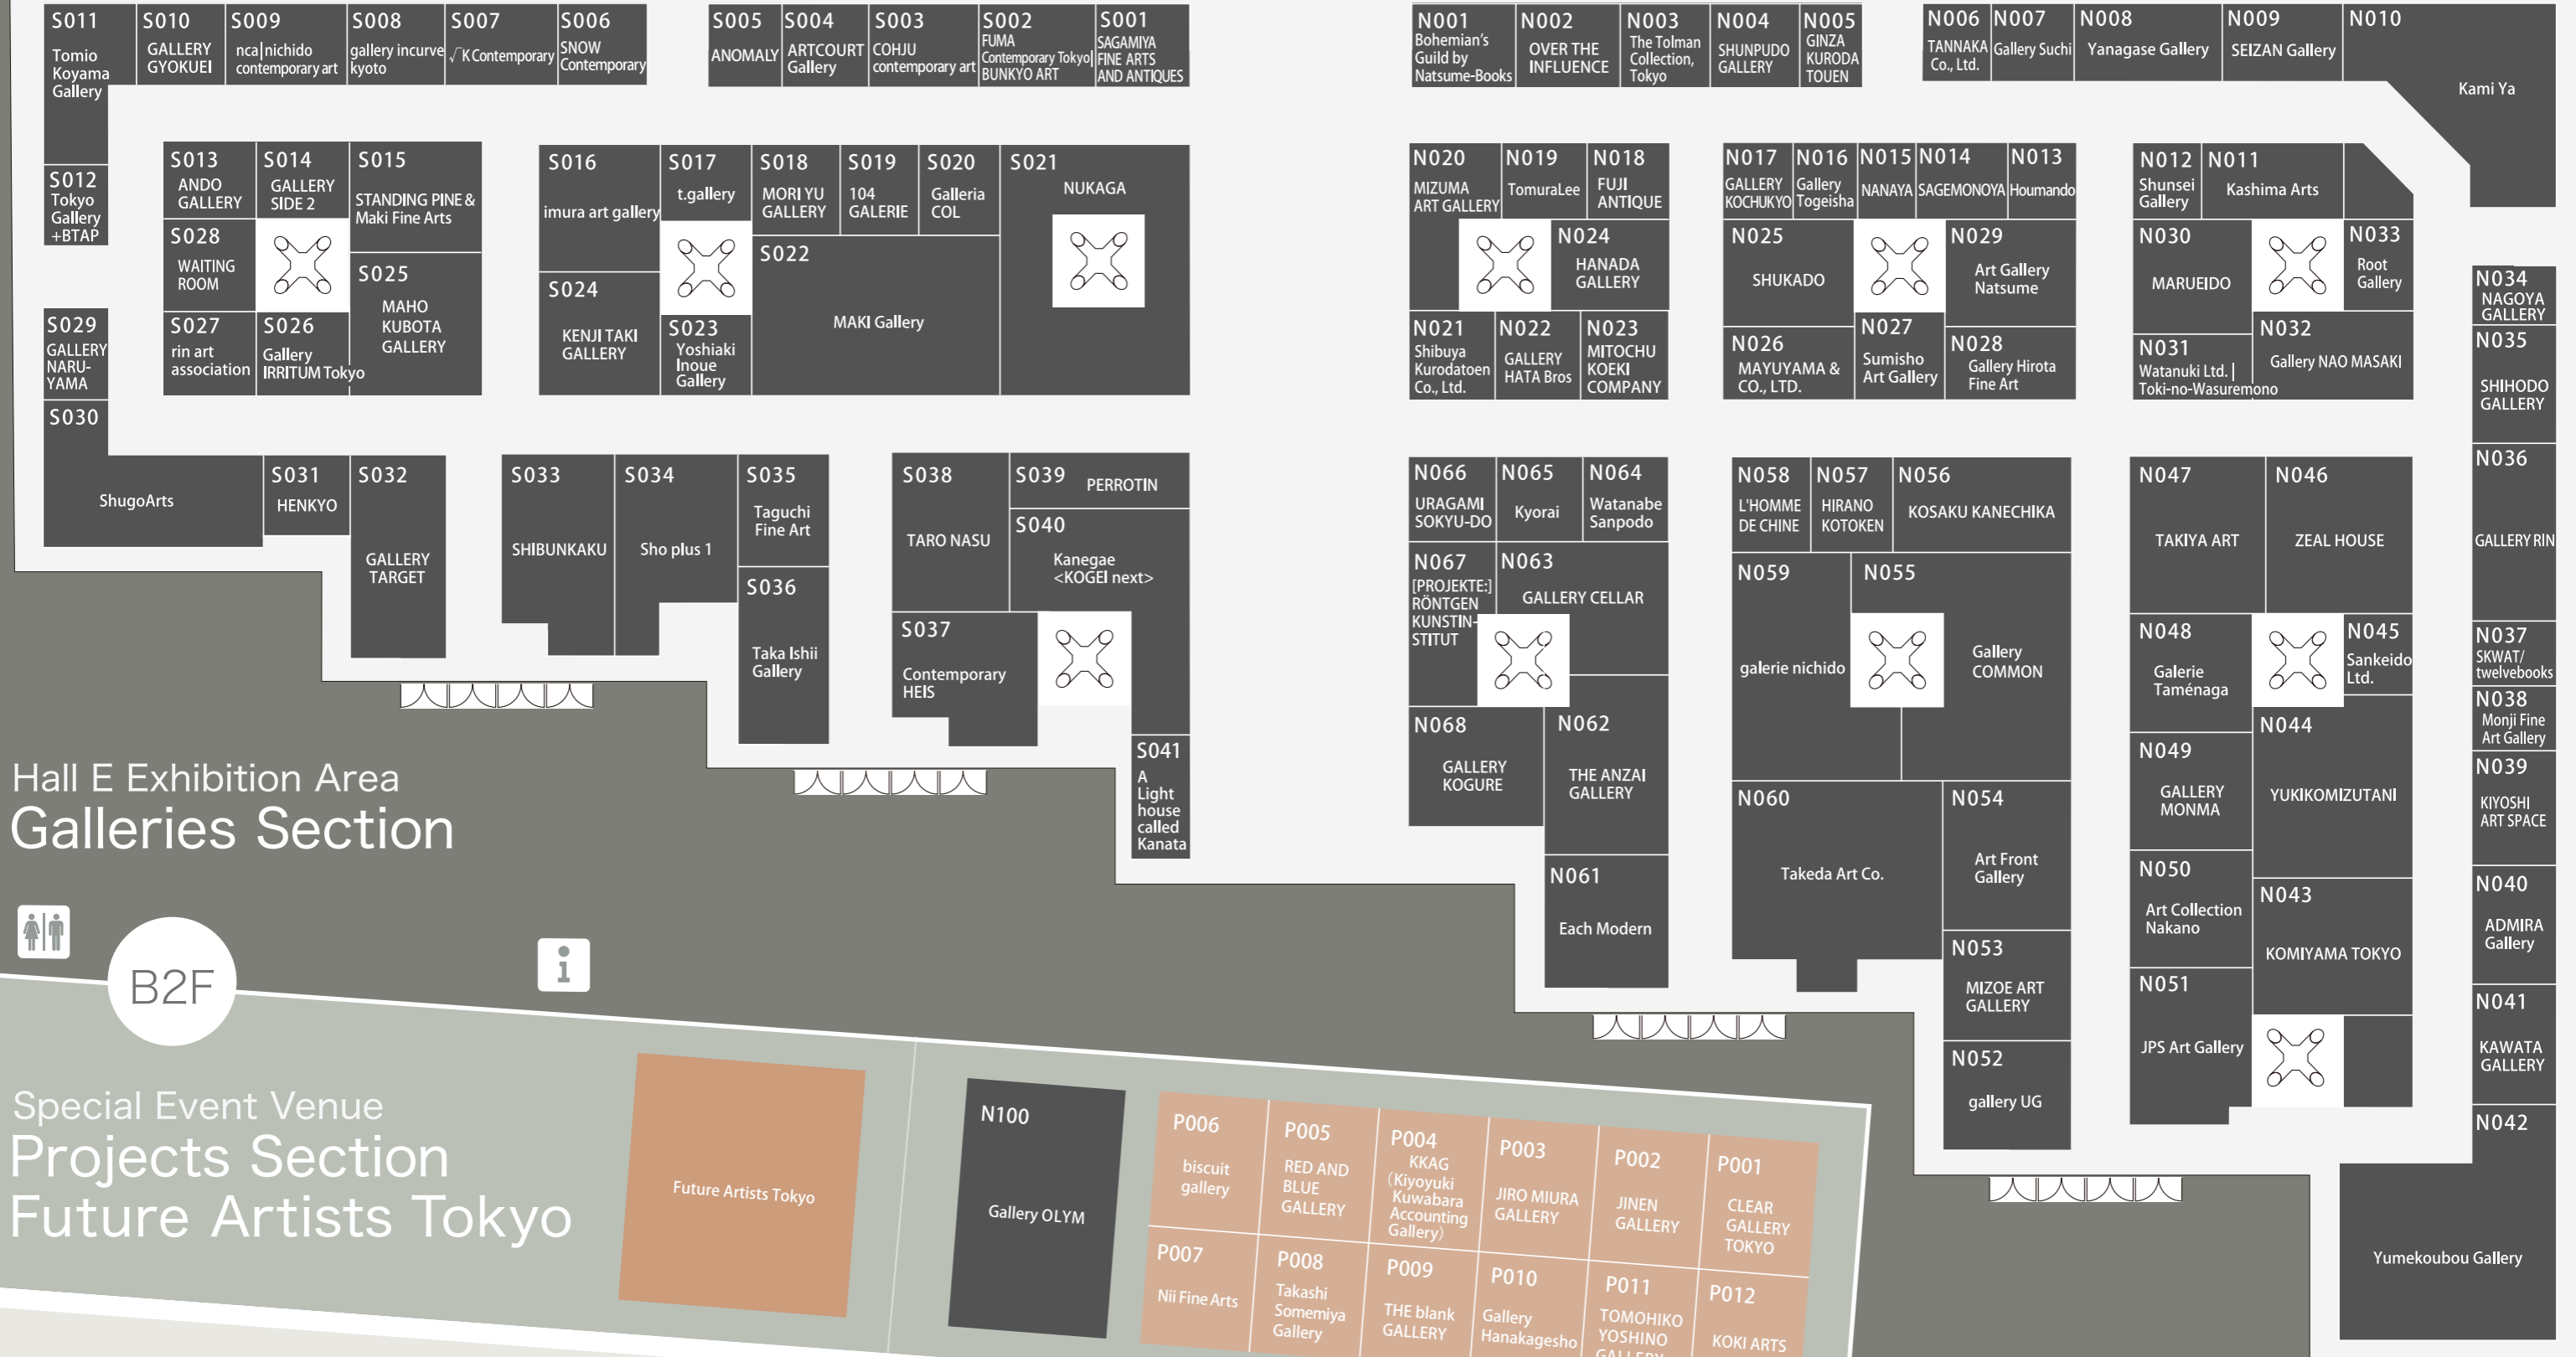 S011
Tomio
Koyama
Gallery
S010
GALLERY
GYOKUEI
S009
nca|nichido
contemporary art
S008
gallery incurve
kyoto
S007
√K Contemporary
S006
SNOW
Contemporary
S005
ANOMALY
S004
ARTCOURT
Gallery
S003
COHJU
contemporary art
S002
FUMA
Contemporary Tokyo|
BUNKYO ART
S001
SAGAMIYA
FINE ARTS
AND ANTIQUES
N001
Bohemian's
Guild by
Natsume-Books
N002
OVER THE
INFLUENCE
N003
The Tolman
Collection,
Tokyo
N004
SHUNPUDO
GALLERY
N005
GINZA
KURODA
TOUEN
N006
TANNAKA
Co., Ltd.
N007
Gallery Suchi
N008
Yanagase Gallery
N009
SEIZAN Gallery
N010
Kami Ya
S012
Tokyo
Gallery
+BTAP
S013
ANDO
GALLERY
S014
GALLERY
SIDE 2
S015
STANDING PINE &
Maki Fine Arts
S028
WAITING
ROOM
S025
MAHO
KUBOTA
GALLERY
S027
rin art
association
S026
Gallery
IRRITUM Tokyo
S016
imura art gallery
S017
t.gallery
S018
MORI YU
GALLERY
S019
104
GALERIE
S020
Galleria
COL
S021
NUKAGA
S022
MAKI Gallery
S024
KENJI TAKI
GALLERY
S023
Yoshiaki
Inoue
Gallery
N020
MIZUMA
ART GALLERY
N019
TomuraLee
N018
FUJI
ANTIQUE
N024
HANADA
GALLERY
N021
Shibuya
Kurodatoen
Co., Ltd.
N022
GALLERY
HATA Bros
N023
MITOCHU
KOEKI
COMPANY
N017
GALLERY
KOCHUKYO
N016
Gallery
Togeisha
N015
NANAYA
N014
SAGEMONOYA
N013
Houmando
N025
SHUKADO
N029
Art Gallery
Natsume
N026
MAYUYAMA &
CO., LTD.
N027
Sumisho
Art Gallery
N028
Gallery Hirota
Fine Art
N012
Shunsei
Gallery
N011
Kashima Arts
N030
MARUEIDO
N033
Root
Gallery
N031
Watanuki Ltd. |
Toki-no-Wasuremono
N032
Gallery NAO MASAKI
N034
NAGOYA
GALLERY
N035
SHIHODO
GALLERY
N036
GALLERY RIN
N037
SKWAT/
twelvebooks
N038
Monji Fine
Art Gallery
N039
KIYOSHI
ART SPACE
N040
ADMIRA
Gallery
N041
KAWATA
GALLERY
N042
Yumekoubou Gallery
S029
GALLERY
NARU-
YAMA
S030
ShugoArts
S031
HENKYO
S032
GALLERY
TARGET
S033
SHIBUNKAKU
S034
Sho plus 1
S035
Taguchi
Fine Art
S036
Taka Ishii
Gallery
S038
TARO NASU
S039
PERROTIN
S040
Kanegae
<KOGEI next>
S037
Contemporary
HEIS
S041
A
Light
house
called
Kanata
N066
URAGAMI
SOKYU-DO
N065
Kyorai
N064
Watanabe
Sanpodo
N067
[PROJEKTE:]
RÖNTGEN
KUNSTIN-
STITUT
N063
GALLERY CELLAR
N068
GALLERY
KOGURE
N062
THE ANZAI
GALLERY
N061
Each Modern
N058
L'HOMME
DE CHINE
N057
HIRANO
KOTOKEN
N056
KOSAKU KANECHIKA
N059
galerie nichido
N055
Gallery
COMMON
N060
Takeda Art Co.
N054
Art Front
Gallery
N053
MIZOE ART
GALLERY
N052
gallery UG
N047
TAKIYA ART
N046
ZEAL HOUSE
N048
Galerie
Taménaga
N045
Sankeido
Ltd.
N044
YUKIKOMIZUTANI
N049
GALLERY
MONMA
N050
Art Collection
Nakano
N043
KOMIYAMA TOKYO
N051
JPS Art Gallery
Hall E Exhibition Area
Galleries Section
i
B2F
Special Event Venue
Projects Section
Future Artists Tokyo
Future Artists Tokyo
N100
Gallery OLYM
P006
biscuit
gallery
P005
RED AND
BLUE
GALLERY
P004
KKAG
(Kiyoyuki
Kuwabara
Accounting
Gallery)
P003
JIRO MIURA
GALLERY
P002
JINEN
GALLERY
P001
CLEAR
GALLERY
TOKYO
P007
Nii Fine Arts
P008
Takashi
Somemiya
Gallery
P009
THE blank
GALLERY
P010
Gallery
Hanakagesho
P011
TOMOHIKO
YOSHINO
GALLERY
P012
KOKI ARTS